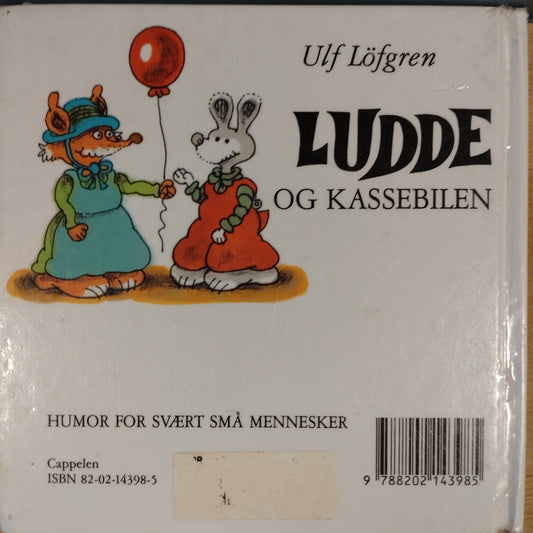 Ulf Löfgren
LUDDE
OG KASSEBILEN
HUMOR FOR SVÆRT SMÅ MENNESKER
Cappelen
ISBN 82-02-14398-5
9 788202 143985